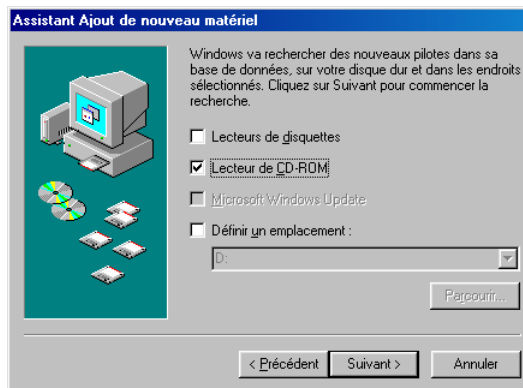 Assistant Ajout de nouveau matériel
Windows va rechercher des nouveaux pilotes dans sa
base de données, sur votre disque dur et dans les endroits
sélectionnés. Cliquez sur Suivant pour commencer la
recherche.
Lecteurs de disquettes
Lecteur de CD-ROM
Microsoft Windows Update
Définir un emplacement :
D:
Parcourir...
< Précédent
Suivant >
Annuler